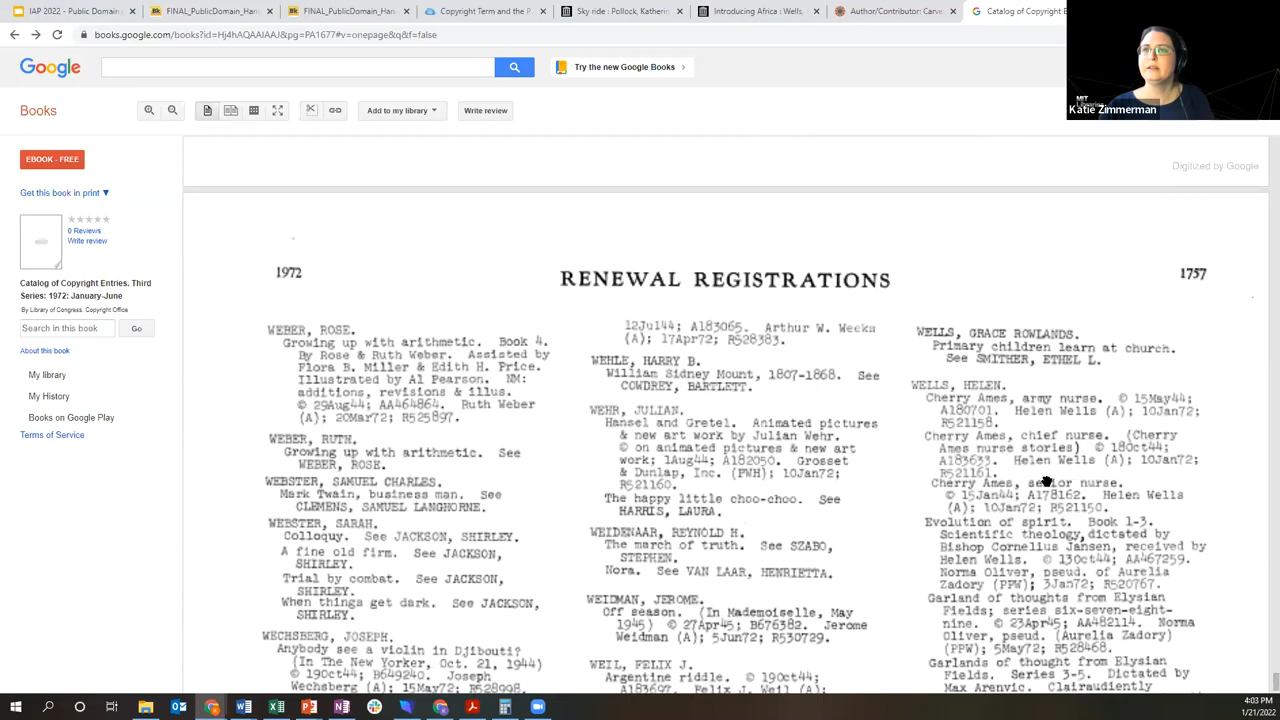 IAP 2022 - Public Domain
FINAL_PublicDomain_Han
FINAL_PublicDomain_Han
Copyright Term and the P
Sky ride : Pollock, Katherin
Introducing Africa : Wells,
Author/Contributor: Carve
Catalog of Copyright E
books.google.com/books?id=Hj4hAQAAIAAJ&pg=PA1677#v=onepage&q&f=false
Google
Try the new Google Books
Books
Add to my library
Write review
Katie Zimmerman
EBOOK - FREE
Digitized by Google
Get this book in print ▼
0 Reviews
Write review
Catalog of Copyright Entries. Third
Series: 1972: January-June
By Library of Congress. Copyright Office
Search in this book
Go
About this book
My library
My History
Books on Google Play
Terms of Service
1972
RENEWAL REGISTRATIONS
1757
WEBER, ROSE.
Growing up with arithmetic. Book 4.
By Rose & Ruth Weber. Assisted by
Flora B. Miller & Edith H. Price.
Illustrated by Al Pearson. NM:
additions, revisions & illus.
© 29Aug44; AA464864. Ruth Weber
(A); 20Mar72; R525897.
WEBER, RUTH.
Growing up with arithmetic. See
WEBER, ROSE.
WEBSTER, SAMUEL CHARLES.
Mark Twain, business man. See
CLEMENS, SAMUEL LANGHORNE.
WEBSTER, SARAH.
Colloquy. See JACKSON, SHIRLEY.
A fine old firm. See JACKSON,
SHIRLEY.
Trial by combat. See JACKSON,
SHIRLEY.
When things get dark. See JACKSON,
SHIRLEY.
WECHSBERG, JOSEPH.
Anybody see a violin in Djibouti?
(In The New Yorker, Oct. 21, 1944)
© 19Oct44; B649240. Joseph
Wechsberg (A); 15May72; R528998.
12Jul44; A183065. Arthur W. Weeks
(A); 17Apr72; R528383.
WEHLE, HARRY B.
William Sidney Mount, 1807-1868. See
COWDREY, BARTLETT.
WEHR, JULIAN.
Hansel and Gretel. Animated pictures
& new art work by Julian Wehr.
© on animated pictures & new art
work; 1Aug44; A182050. Grosset
& Dunlap, Inc. (PWH); 10Jan72;
R521160.
The happy little choo-choo. See
HARRIS, LAURA.
WEIDENAAR, REYNOLD H.
The march of truth. See SZABO,
STEPHEN.
Nora. See VAN LAAR, HENRIETTA.
WEIDMAN, JEROME.
Off season. (In Mademoiselle, May
1945) © 27Apr45; B676382. Jerome
Weidman (A); 5Jun72; R530729.
WEIL, FELIX J.
Argentine riddle. © 19Oct44;
A183697. Felix J. Weil (A);
WELLS, GRACE ROWLANDS.
Primary children learn at church.
See SMITHER, ETHEL L.
WELLS, HELEN.
Cherry Ames, army nurse. © 15May44;
A180701. Helen Wells (A); 10Jan72;
R521158.
Cherry Ames, chief nurse. (Cherry
Ames nurse stories) © 18Oct44;
A183633. Helen Wells (A); 10Jan72;
R521161.
Cherry Ames, senior nurse.
© 15Jan44; A178162. Helen Wells
(A); 10Jan72; R521150.
Evolution of spirit. Book 1-3.
Scientific theology, dictated by
Bishop Cornelius Jansen, received by
Helen Wells. © 13Oct44; AA467259.
Norma Oliver, pseud. of Aurelia
Zadory (PPW); 3Jan72; R520767.
Garland of thoughts from Elysian
Fields; series six-seven-eight-
nine. © 23Apr45; AA482114. Norma
Oliver, pseud. (Aurelia Zadory)
(PPW); 5May72; R528468.
Garlands of thought from Elysian
Fields. Series 3-5. Dictated by
Max Arenvic. Clairaudiently
4:03 PM
1/21/2022